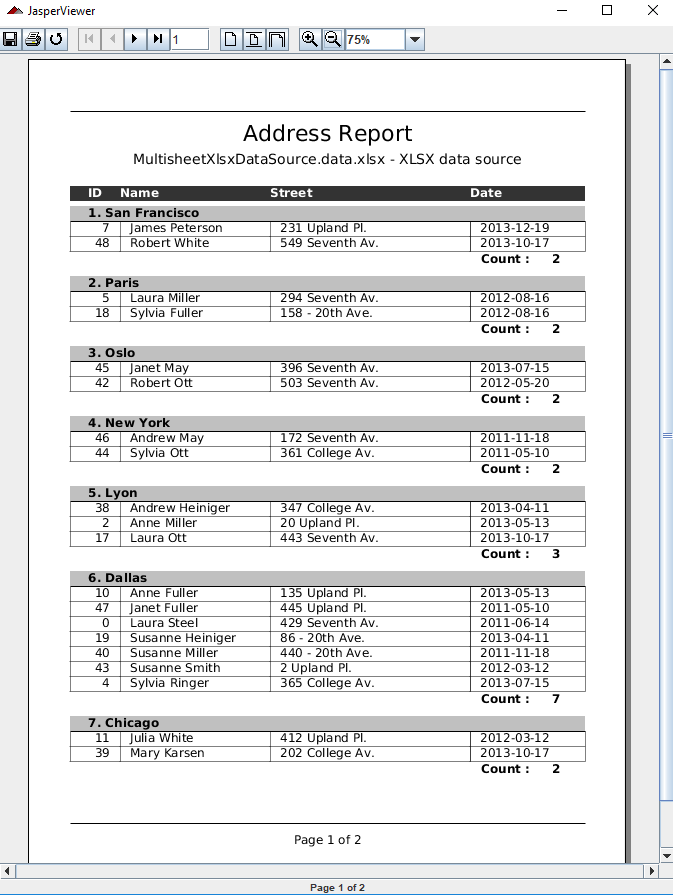 JasperViewer
1 75%
Address Report
MultisheetXlsxDataSource.data.xlsx - XLSX data source
ID Name Street Date
1. San Francisco
7 James Peterson 231 Upland Pl. 2013-12-19
48 Robert White 549 Seventh Av. 2013-10-17
Count : 2
2. Paris
5 Laura Miller 294 Seventh Av. 2012-08-16
18 Sylvia Fuller 158 - 20th Ave. 2012-08-16
Count : 2
3. Oslo
45 Janet May 396 Seventh Av. 2013-07-15
42 Robert Ott 503 Seventh Av. 2012-05-20
Count : 2
4. New York
46 Andrew May 172 Seventh Av. 2011-11-18
44 Sylvia Ott 361 College Av. 2011-05-10
Count : 2
5. Lyon
38 Andrew Heiniger 347 College Av. 2013-04-11
2 Anne Miller 20 Upland Pl. 2013-05-13
17 Laura Ott 443 Seventh Av. 2013-10-17
Count : 3
6. Dallas
10 Anne Fuller 135 Upland Pl. 2013-05-13
47 Janet Fuller 445 Upland Pl. 2011-05-10
0 Laura Steel 429 Seventh Av. 2011-06-14
19 Susanne Heiniger 86 - 20th Ave. 2013-04-11
40 Susanne Miller 440 - 20th Ave. 2011-11-18
43 Susanne Smith 2 Upland Pl. 2012-03-12
4 Sylvia Ringer 365 College Av. 2013-07-15
Count : 7
7. Chicago
11 Julia White 412 Upland Pl. 2012-03-12
39 Mary Karsen 202 College Av. 2013-10-17
Count : 2
Page 1 of 2
Page 1 of 2